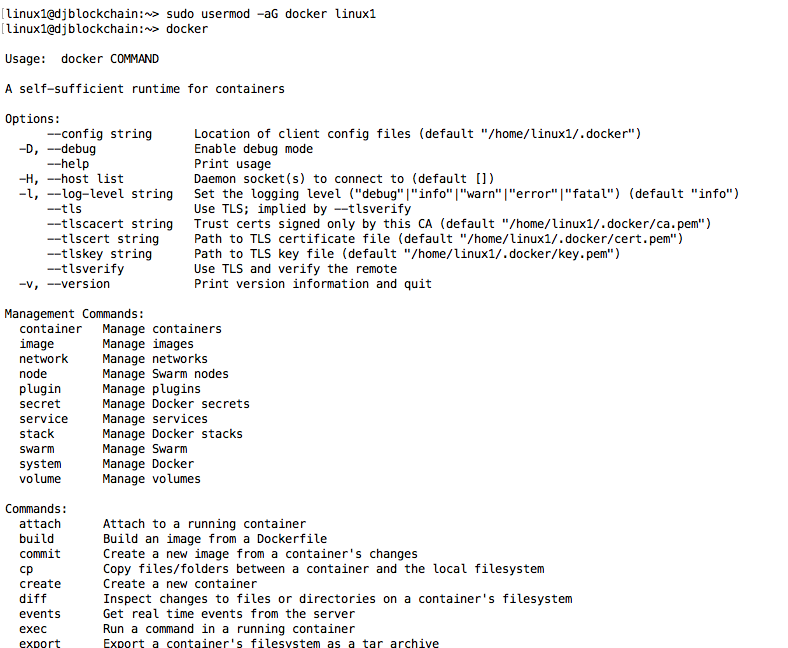 [linux1@djblockchain:~> sudo usermod -aG docker linux1
[linux1@djblockchain:~> docker

Usage:  docker COMMAND

A self-sufficient runtime for containers

Options:
      --config string      Location of client config files (default "/home/linux1/.docker")
  -D, --debug              Enable debug mode
      --help               Print usage
  -H, --host list          Daemon socket(s) to connect to (default [])
  -l, --log-level string   Set the logging level ("debug"|"info"|"warn"|"error"|"fatal") (default "info")
      --tls                Use TLS; implied by --tlsverify
      --tlscacert string   Trust certs signed only by this CA (default "/home/linux1/.docker/ca.pem")
      --tlscert string     Path to TLS certificate file (default "/home/linux1/.docker/cert.pem")
      --tlskey string      Path to TLS key file (default "/home/linux1/.docker/key.pem")
      --tlsverify          Use TLS and verify the remote
  -v, --version            Print version information and quit

Management Commands:
  container   Manage containers
  image       Manage images
  network     Manage networks
  node        Manage Swarm nodes
  plugin      Manage plugins
  secret      Manage Docker secrets
  service     Manage services
  stack       Manage Docker stacks
  swarm       Manage Swarm
  system      Manage Docker
  volume      Manage volumes

Commands:
  attach      Attach to a running container
  build       Build an image from a Dockerfile
  commit      Create a new image from a container's changes
  cp          Copy files/folders between a container and the local filesystem
  create      Create a new container
  diff        Inspect changes to files or directories on a container's filesystem
  events      Get real time events from the server
  exec        Run a command in a running container
  export      Export a container's filesystem as a tar archive